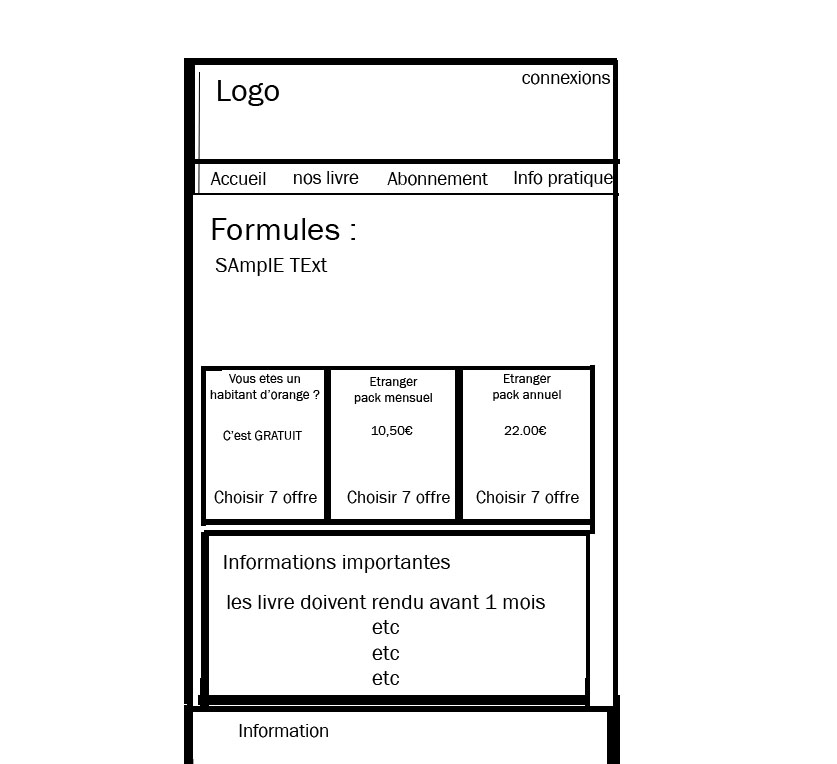 Logo
connexions
Accueil nos livre Abonnement Info pratique
Formules :
SAmplE TExt
Vous etes un
habitant d'orange ?
C'est GRATUIT
Choisir 7 offre
Etranger
pack mensuel
10,50€
Choisir 7 offre
Etranger
pack annuel
22.00€
Choisir 7 offre
Informations importantes
les livre doivent rendu avant 1 mois
etc
etc
etc
Information